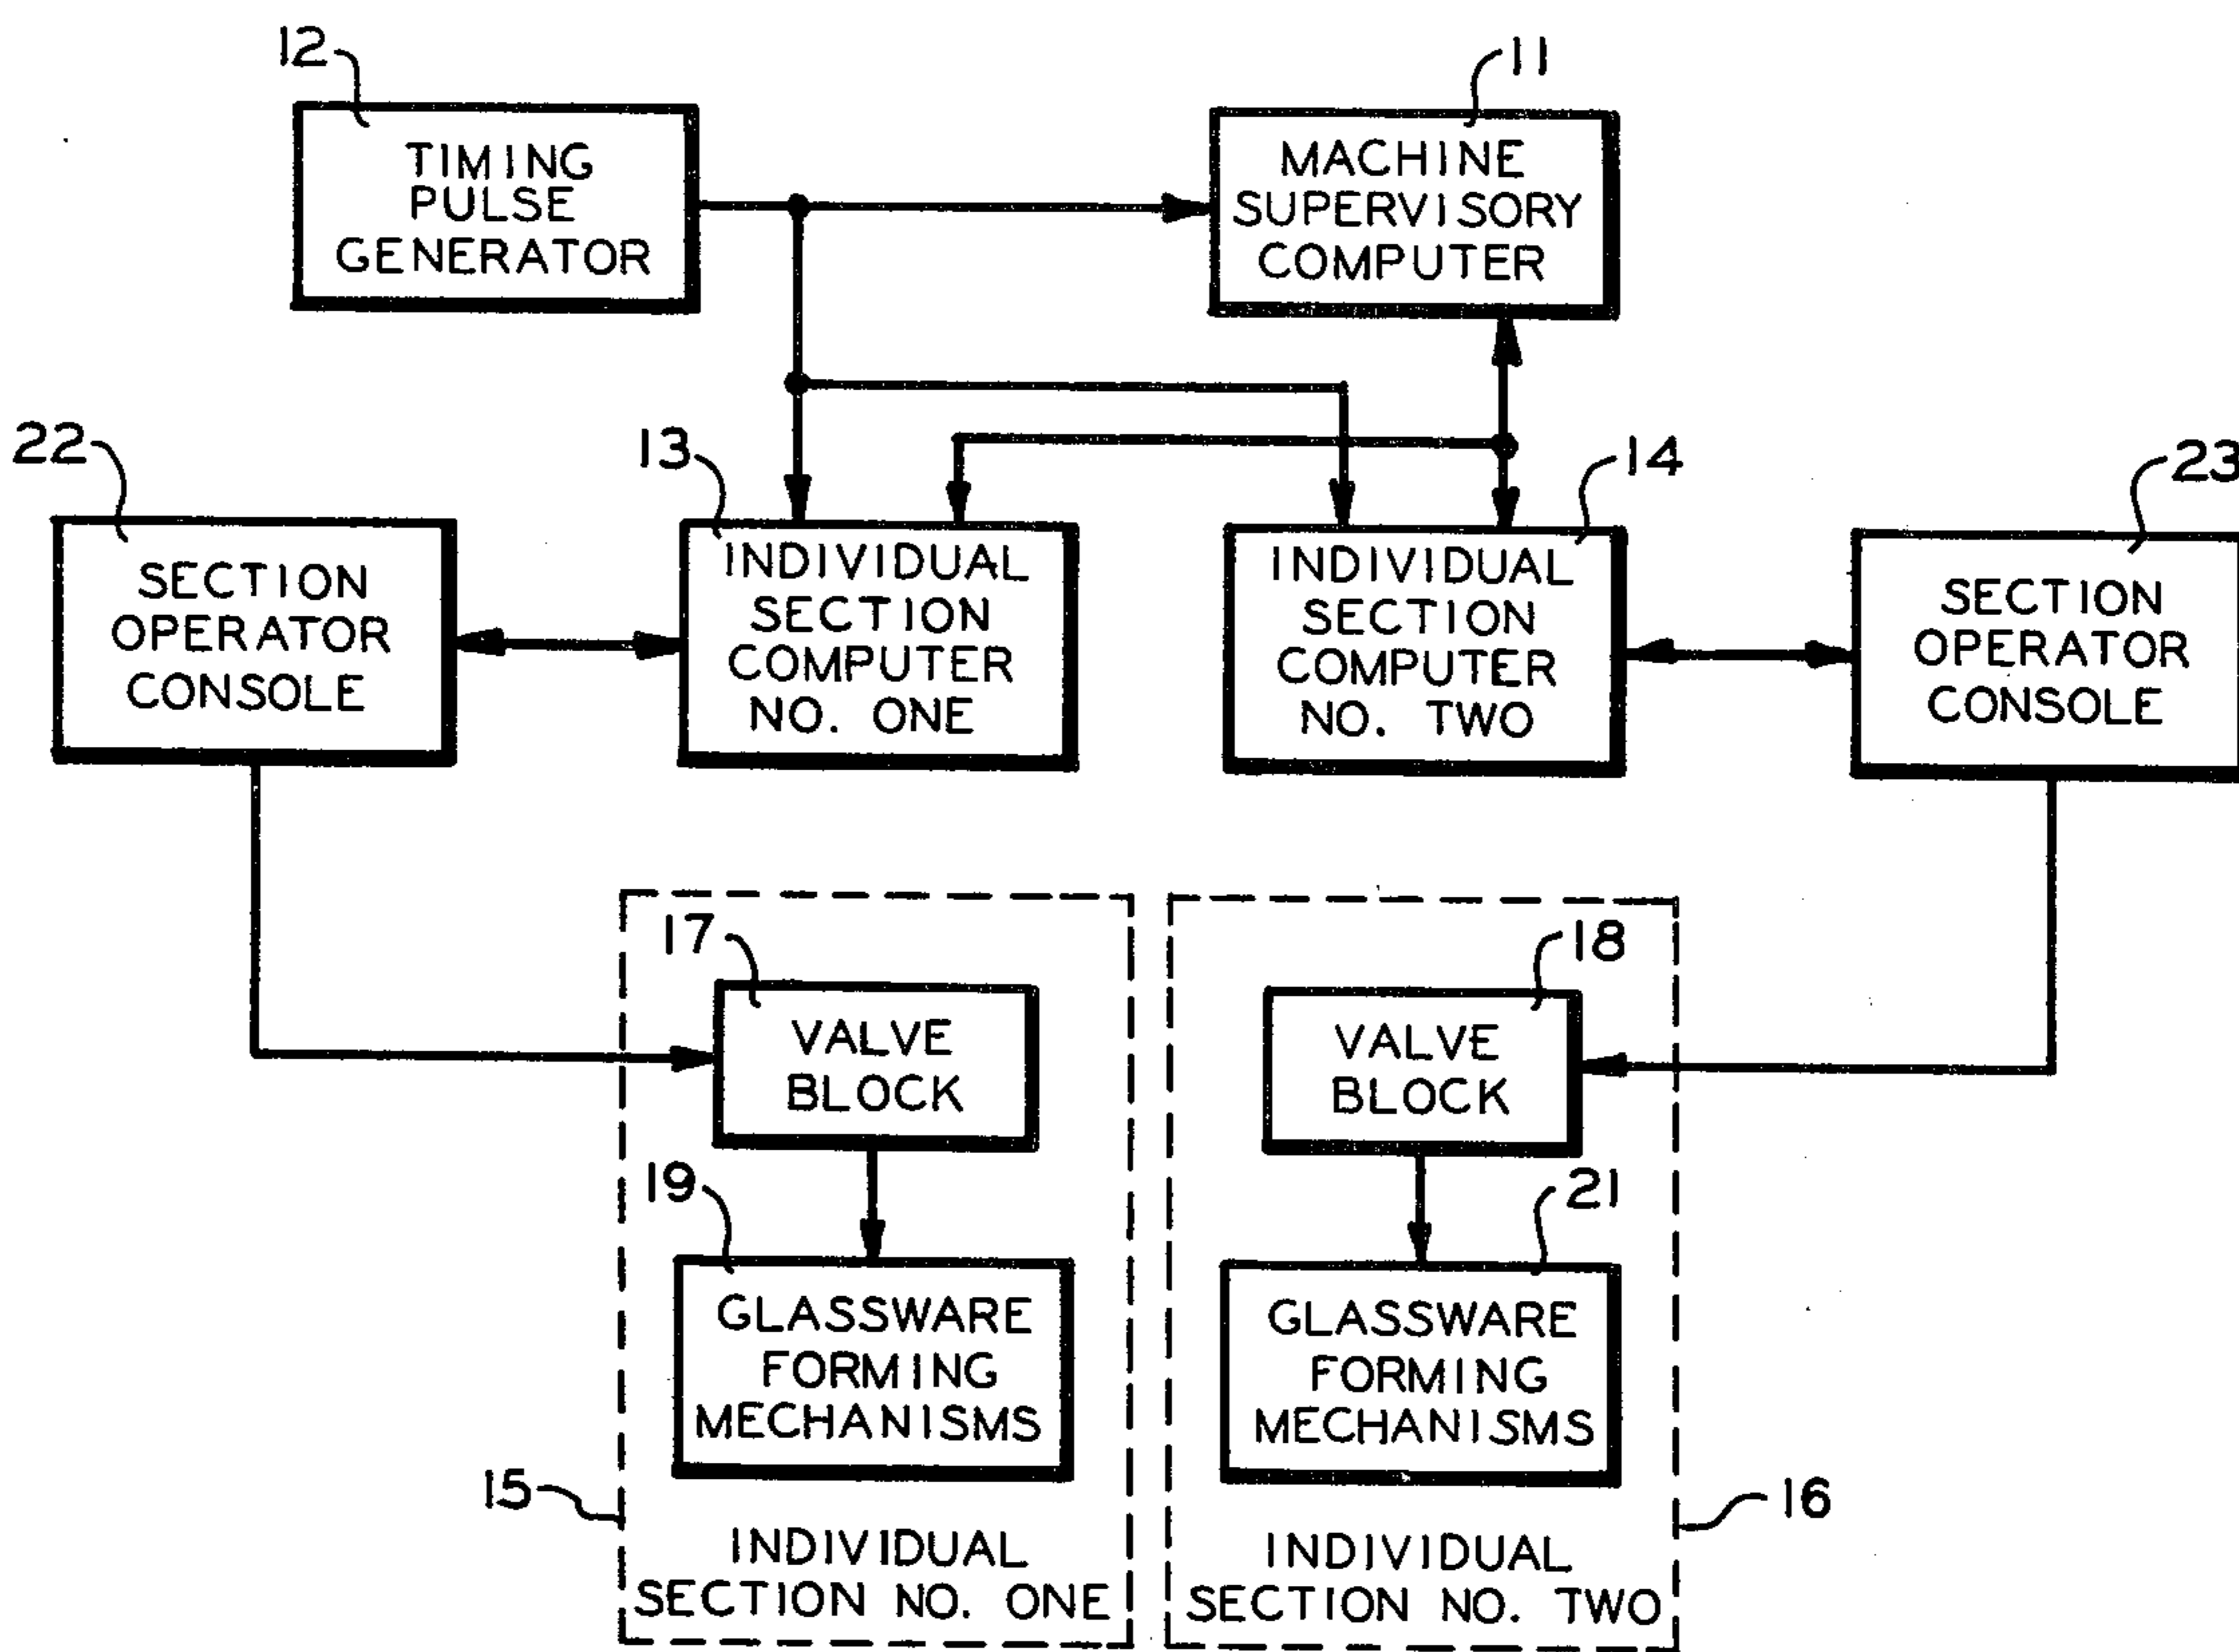 12
11
TIMING
PULSE
GENERATOR
MACHINE
SUPERVISORY
COMPUTER
22
13
14
23
SECTION
OPERATOR
CONSOLE
INDIVIDUAL
SECTION
COMPUTER
NO. ONE
INDIVIDUAL
SECTION
COMPUTER
NO. TWO
SECTION
OPERATOR
CONSOLE
17
18
VALVE
BLOCK
VALVE
BLOCK
19
21
GLASSWARE
FORMING
MECHANISMS
GLASSWARE
FORMING
MECHANISMS
15
16
INDIVIDUAL
SECTION NO. ONE
INDIVIDUAL
SECTION NO. TWO